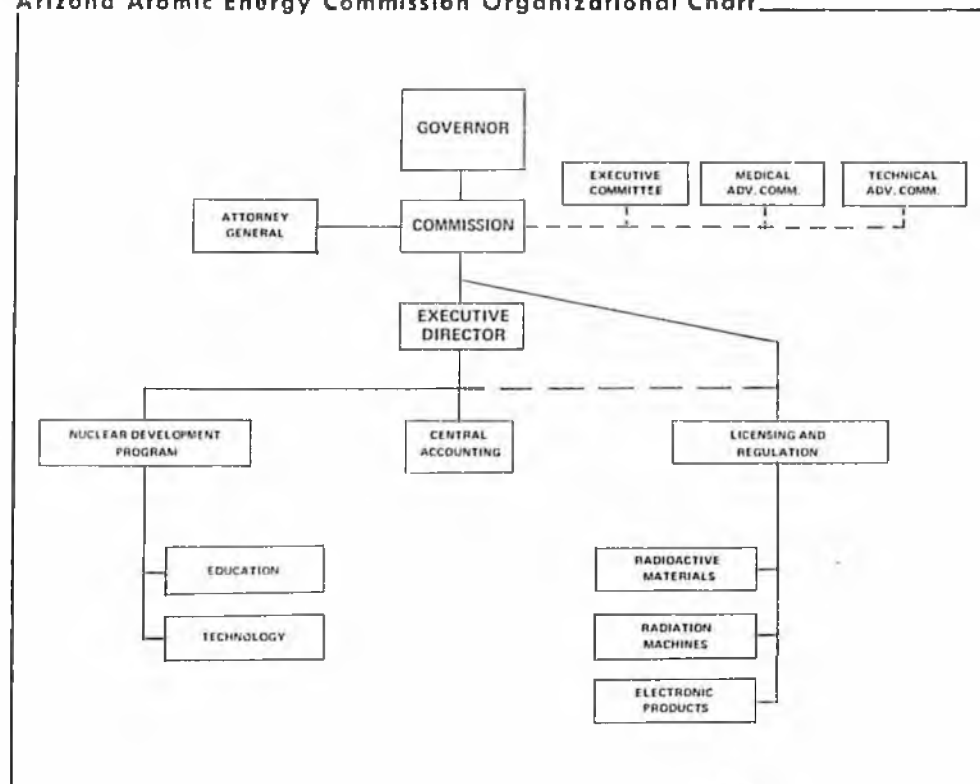 Arizona Atomic Energy Commission Organizational Chart
GOVERNOR
EXECUTIVE
COMMITTEE
MEDICAL
ADV. COMM.
TECHNICAL
ADV. COMM.
ATTORNEY
GENERAL
COMMISSION
EXECUTIVE
DIRECTOR
NUCLEAR DEVELOPMENT
PROGRAM
CENTRAL
ACCOUNTING
LICENSING AND
REGULATION
EDUCATION
TECHNOLOGY
RADIOACTIVE
MATERIALS
RADIATION
MACHINES
ELECTRONIC
PRODUCTS